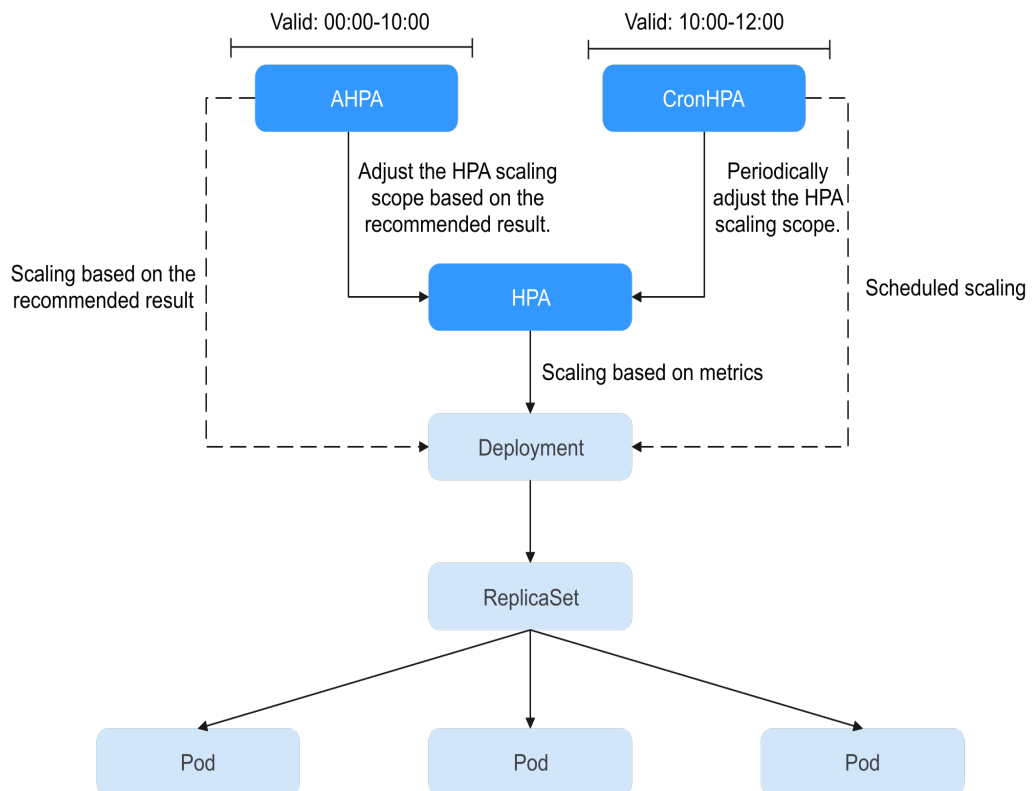 Valid: 00:00-10:00
Valid: 10:00-12:00
AHPA
CronHPA
Adjust the HPA scaling
scope based on the
recommended result.
Periodically
adjust the HPA
scaling scope.
Scaling based on the
recommended result
HPA
Scheduled scaling
Scaling based on metrics
Deployment
ReplicaSet
Pod
Pod
Pod